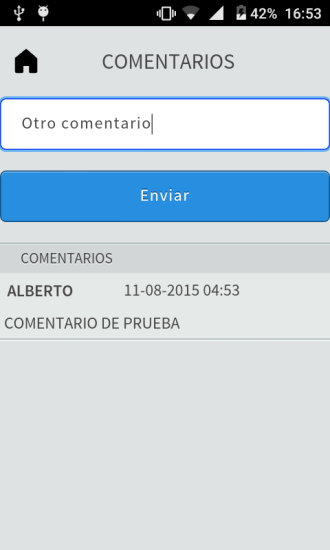 42% 16:53
COMENTARIOS
Otro comentario
Enviar
COMENTARIOS
ALBERTO 11-08-2015 04:53
COMENTARIO DE PRUEBA